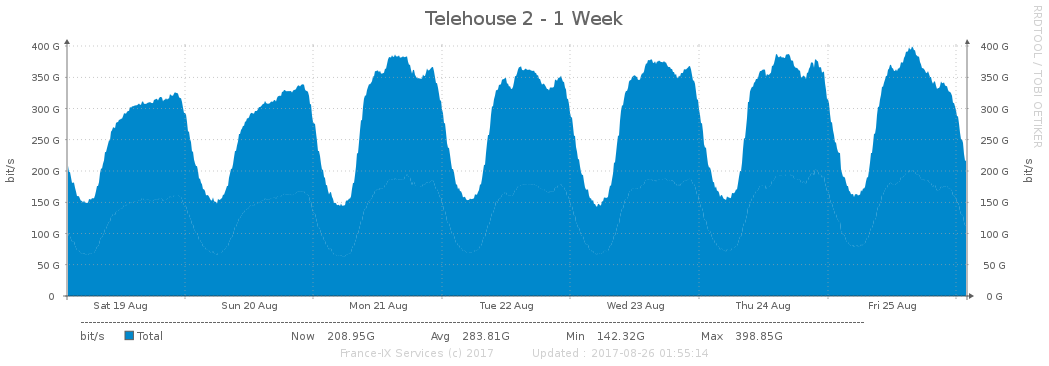 Telehouse 2 - 1 Week
RRDTOOL / TOBI OETIKER
bit/s
400 G
350 G
300 G
250 G
200 G
150 G
100 G
50 G
0
400 G
350 G
300 G
250 G
200 G
150 G
100 G
50 G
0 G
bit/s
Sat 19 Aug Sun 20 Aug Mon 21 Aug Tue 22 Aug Wed 23 Aug Thu 24 Aug Fri 25 Aug
bit/s Total Now 208.95G Avg 283.81G Min 142.32G Max 398.85G
France-IX Services (c) 2017 Updated : 2017-08-26 01:55:14